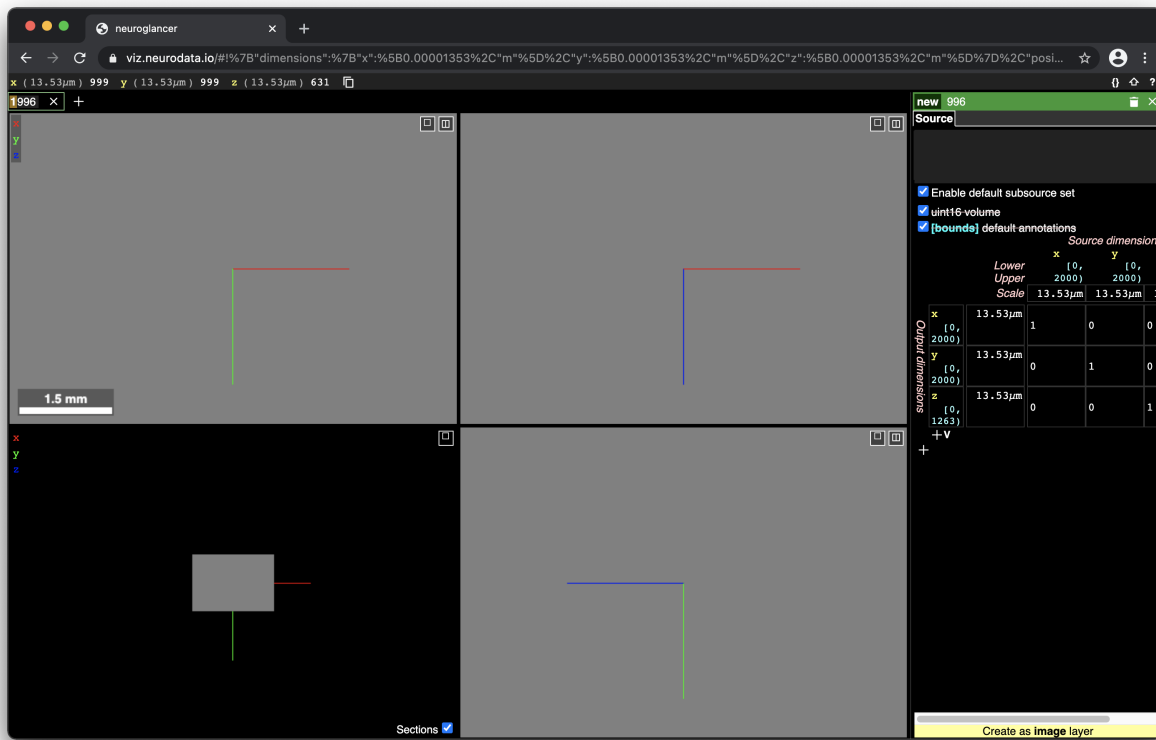 neuroglancer
viz.neurodata.io/#!%7B"dimensions":%7B"x":%5B0.00001353%2C"m"%5D%2C"y":%5B0.00001353%2C"m"%5D%2C"z":%5B0.00001353%2C"m"%5D%7D%2C"posi...
x (13.53µm) 999 y (13.53µm) 999 z (13.53µm) 631 {} ?
1996 × +
new 996
Source
x
y
z
Enable default subsource set
uint16 volume
[bounds] default annotations
Source dimension
x y
Lower [0, [0,
Upper 2000) 2000)
Scale 13.53µm 13.53µm 1
Output dimensions
x 13.53µm 1 0 0
[0,
2000)
y 13.53µm 0 1 0
[0,
2000)
z 13.53µm 0 0 1
[0,
1263)
+V
+
1.5 mm
x
y
z
Sections
Create as image layer